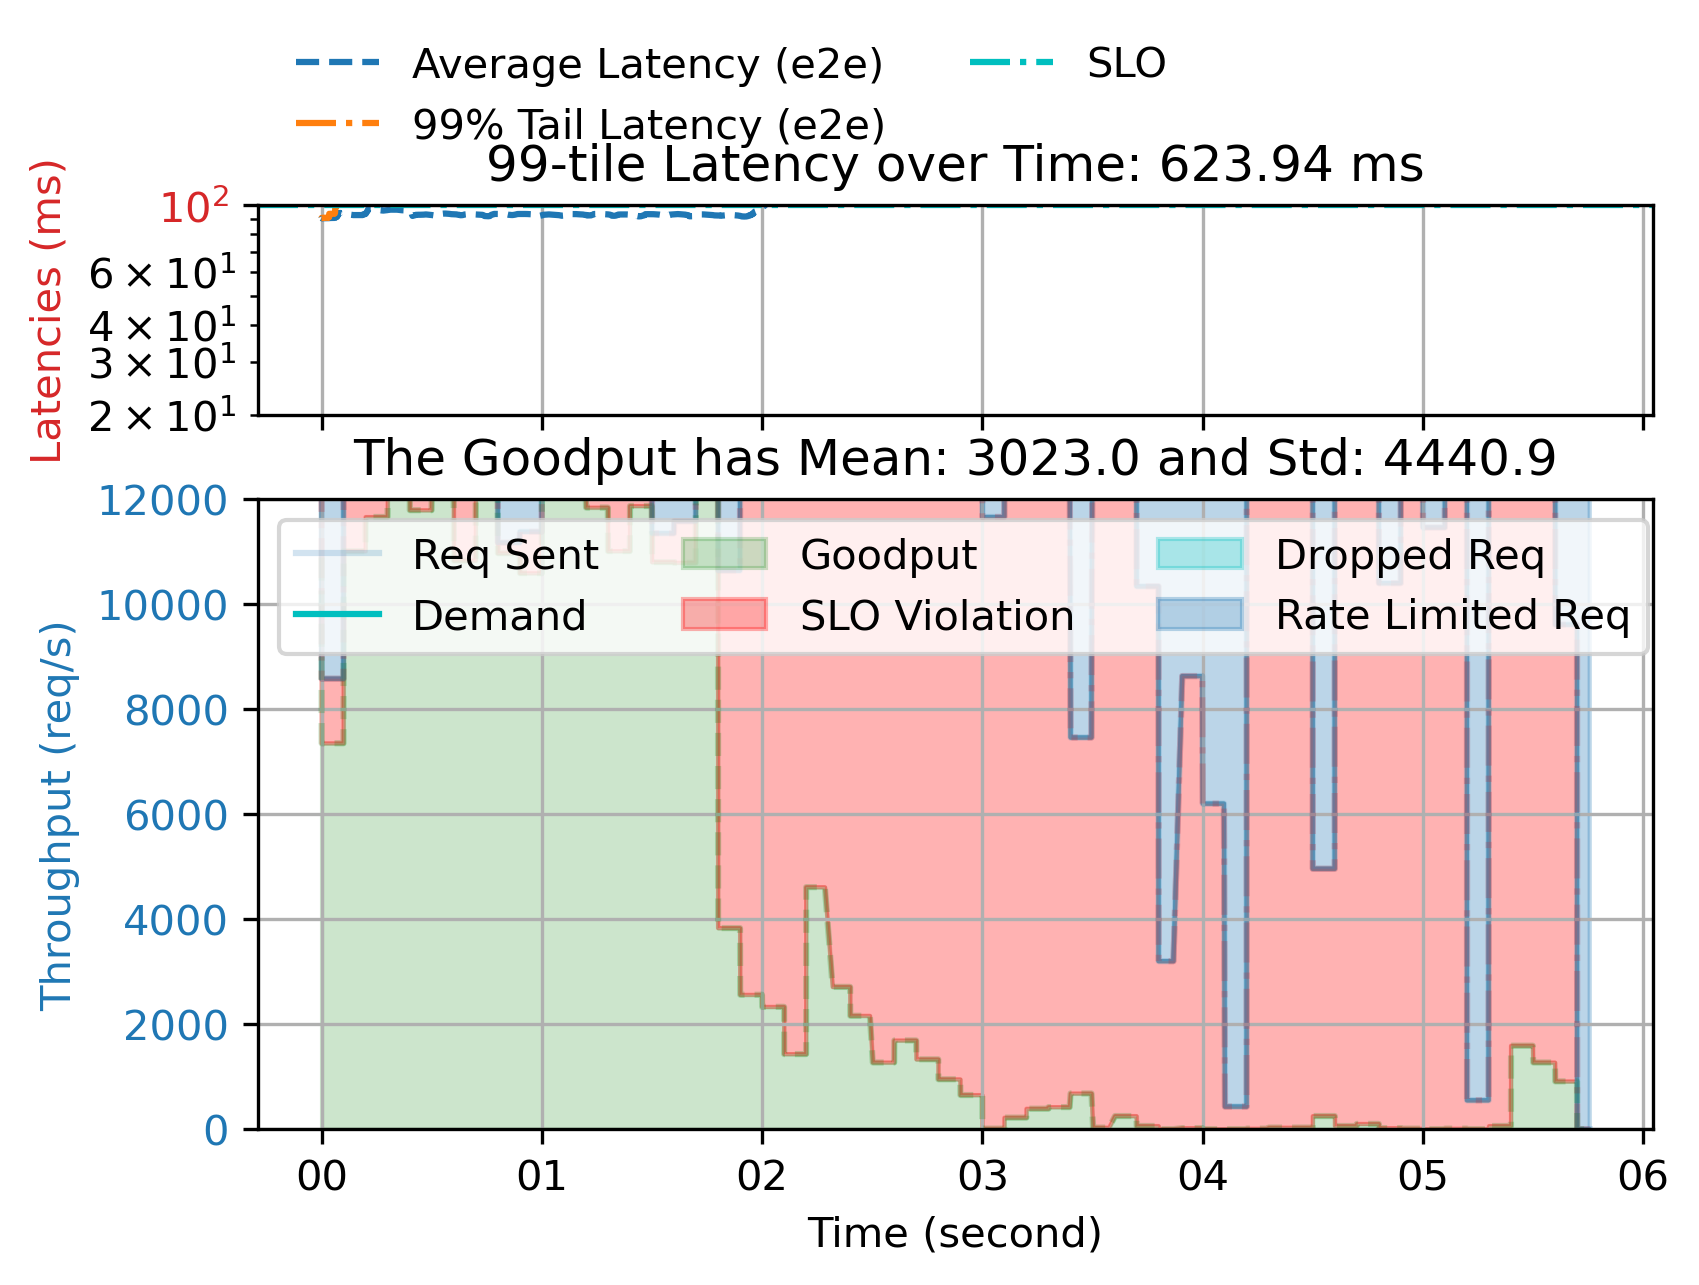 Average Latency (e2e) SLO
99% Tail Latency (e2e)
99-tile Latency over Time: 623.94 ms
Latencies (ms)
10²
6 × 10¹
4 × 10¹
3 × 10¹
2 × 10¹
The Goodput has Mean: 3023.0 and Std: 4440.9
Throughput (req/s)
12000
10000
8000
6000
4000
2000
0
Req Sent Goodput Dropped Req
Demand SLO Violation Rate Limited Req
00 01 02 03 04 05 06
Time (second)